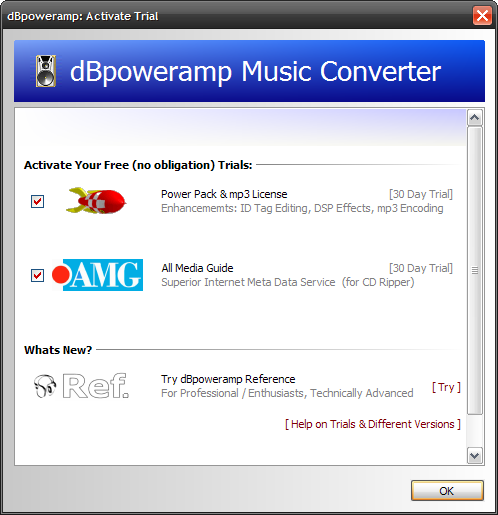 dBpoweramp: Activate Trial
dBpoweramp Music Converter
Activate Your Free (no obligation) Trials:
Power Pack & mp3 License [30 Day Trial]
Enhancememts: ID Tag Editing, DSP Effects, mp3 Encoding
AMG
All Media Guide [30 Day Trial]
Superior Internet Meta Data Service (for CD Ripper)
Whats New?
Ref.
Try dBpoweramp Reference
For Professional / Enthusiasts, Technically Advanced
[ Try ]
[ Help on Trials & Different Versions ]
OK